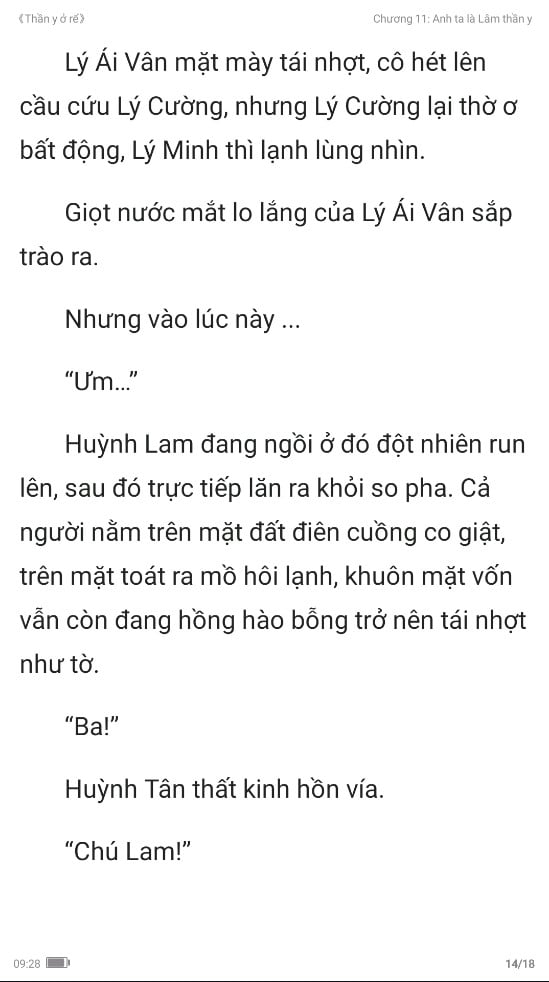 《Thần y ở rể》
Chương 11: Anh ta là Lâm thần y
Lý Ái Vân mặt mày tái nhợt, cô hét lên
cầu cứu Lý Cường, nhưng Lý Cường lại thờ ơ
bất động, Lý Minh thì lạnh lùng nhìn.
Giọt nước mắt lo lắng của Lý Ái Vân sắp
trào ra.
Nhưng vào lúc này ...
“Ưm...”
Huỳnh Lam đang ngồi ở đó đột nhiên run
lên, sau đó trực tiếp lăn ra khỏi so pha. Cả
người nằm trên mặt đất điên cuồng co giật,
trên mặt toát ra mồ hôi lạnh, khuôn mặt vốn
vẫn còn đang hồng hào bỗng trở nên tái nhợt
như tờ.
“Ba!”
Huỳnh Tân thất kinh hồn vía.
“Chú Lam!”
09:28
14/18